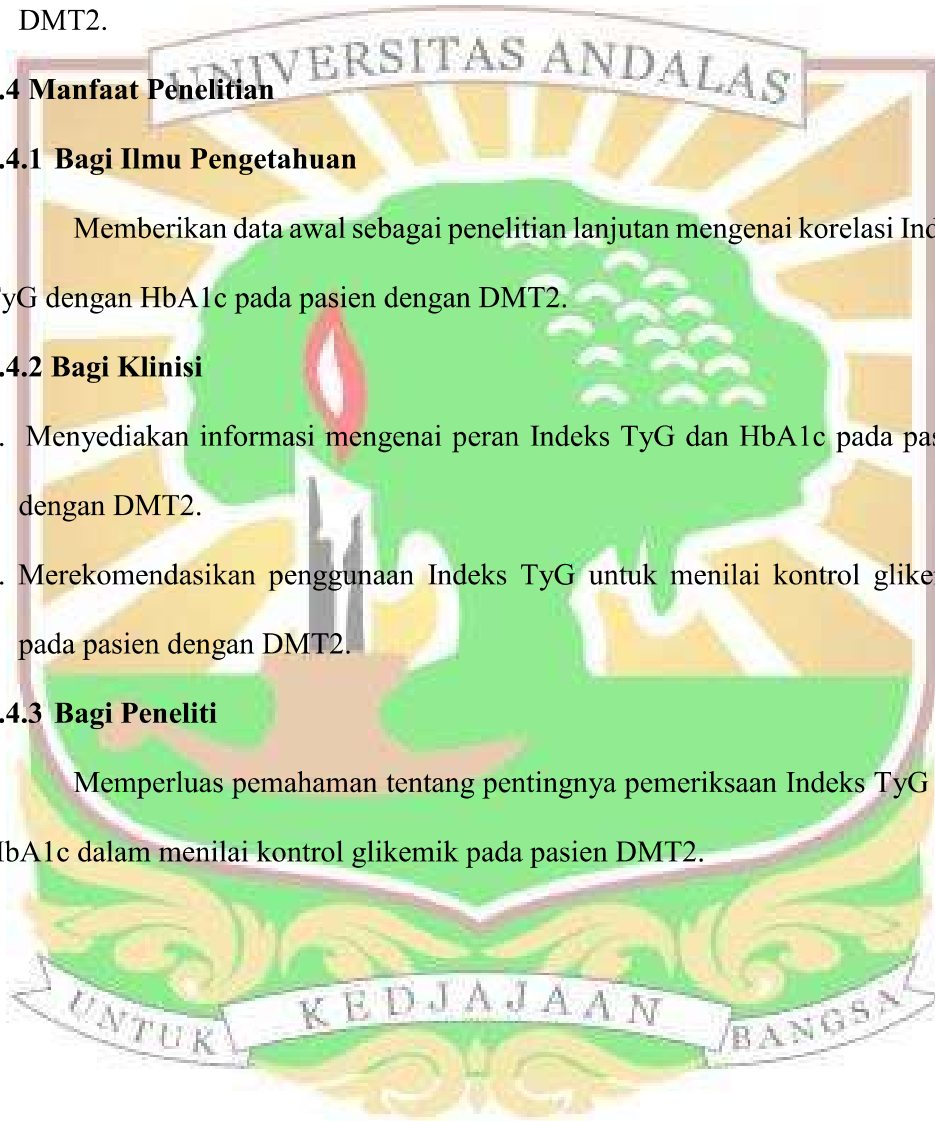 DMT2.
UNIVERSITAS ANDALAS
.4 Manfaat Penelitian
.4.1 Bagi Ilmu Pengetahuan
Memberikan data awal sebagai penelitian lanjutan mengenai korelasi Ind
TyG dengan HbA1c pada pasien dengan DMT2.
.4.2 Bagi Klinisi
. Menyediakan informasi mengenai peran Indeks TyG dan HbA1c pada pas
dengan DMT2.
. Merekomendasikan penggunaan Indeks TyG untuk menilai kontrol glike
pada pasien dengan DMT2.
.4.3 Bagi Peneliti
Memperluas pemahaman tentang pentingnya pemeriksaan Indeks TyG
HbA1c dalam menilai kontrol glikemik pada pasien DMT2.
UNTUK KEDJAJAAN BANGSA